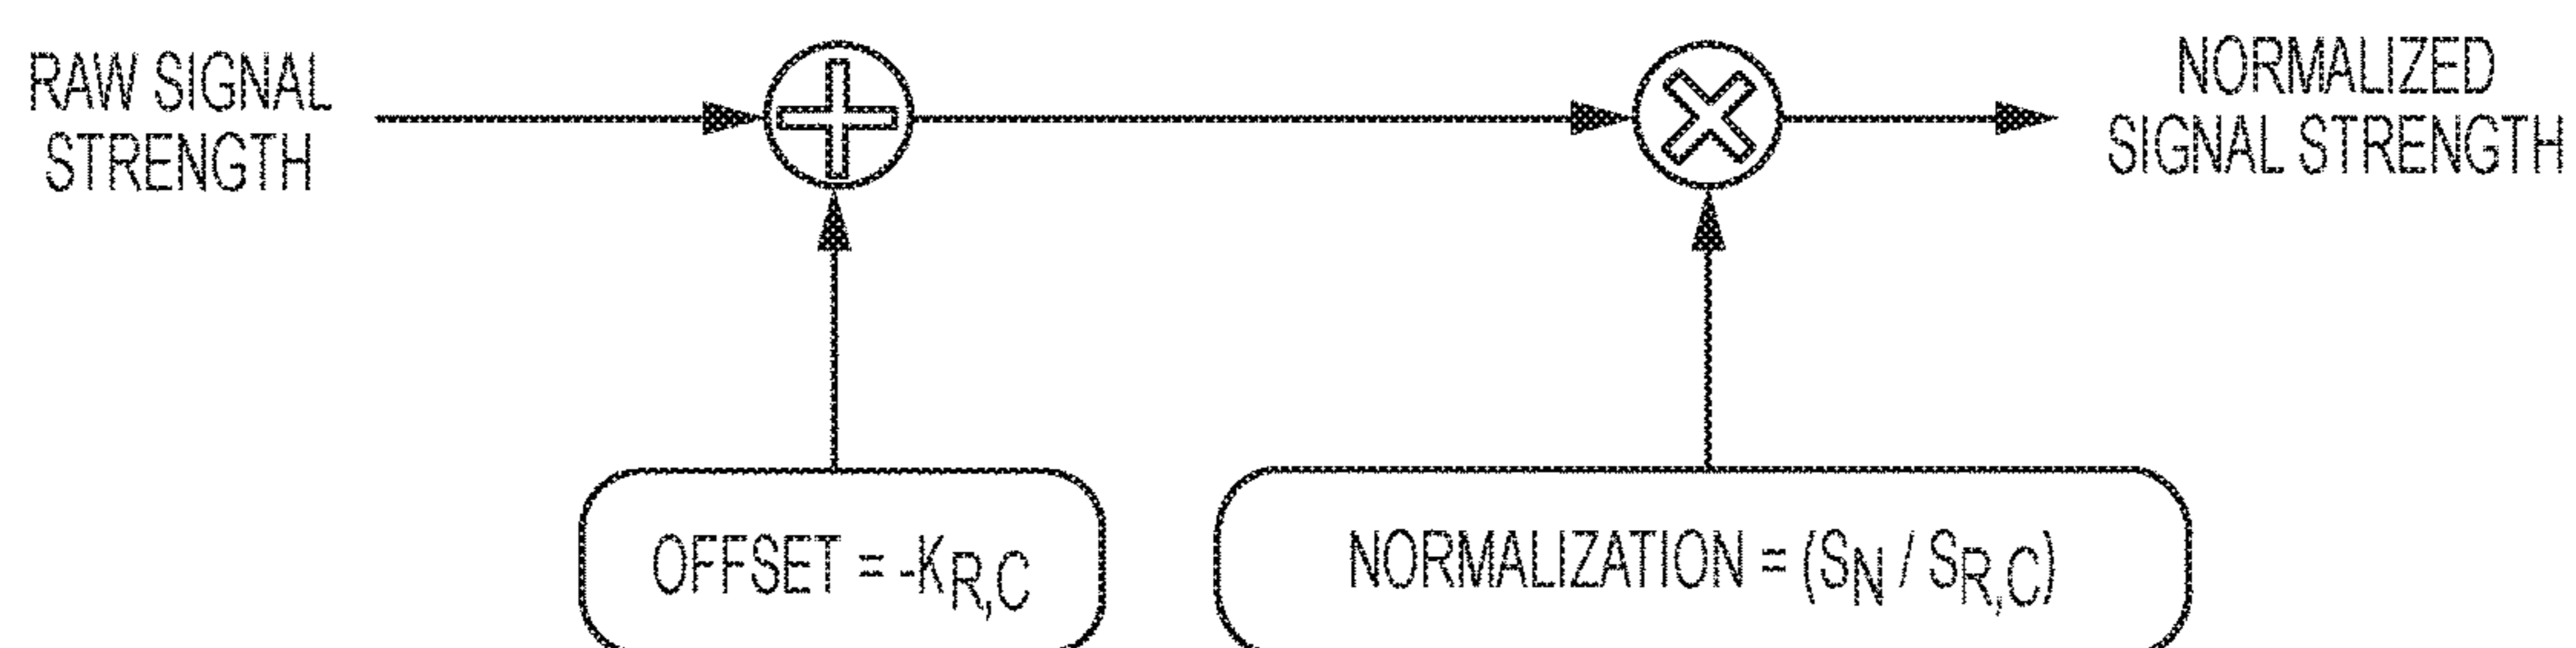 RAW SIGNAL
STRENGTH
NORMALIZED
SIGNAL STRENGTH
OFFSET = -KR,C
NORMALIZATION = (SN / SR,C)